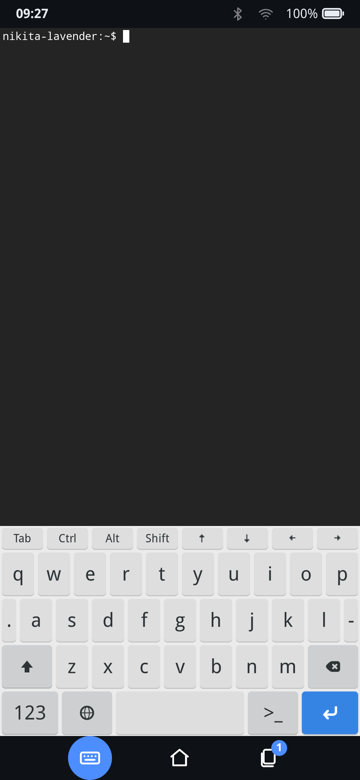 09:27 100%
nikita-lavender:~$
Tab Ctrl Alt Shift ↑ ↓ ← →
q w e r t y u i o p
. a s d f g h j k l -
z x c v b n m
123 >_
1